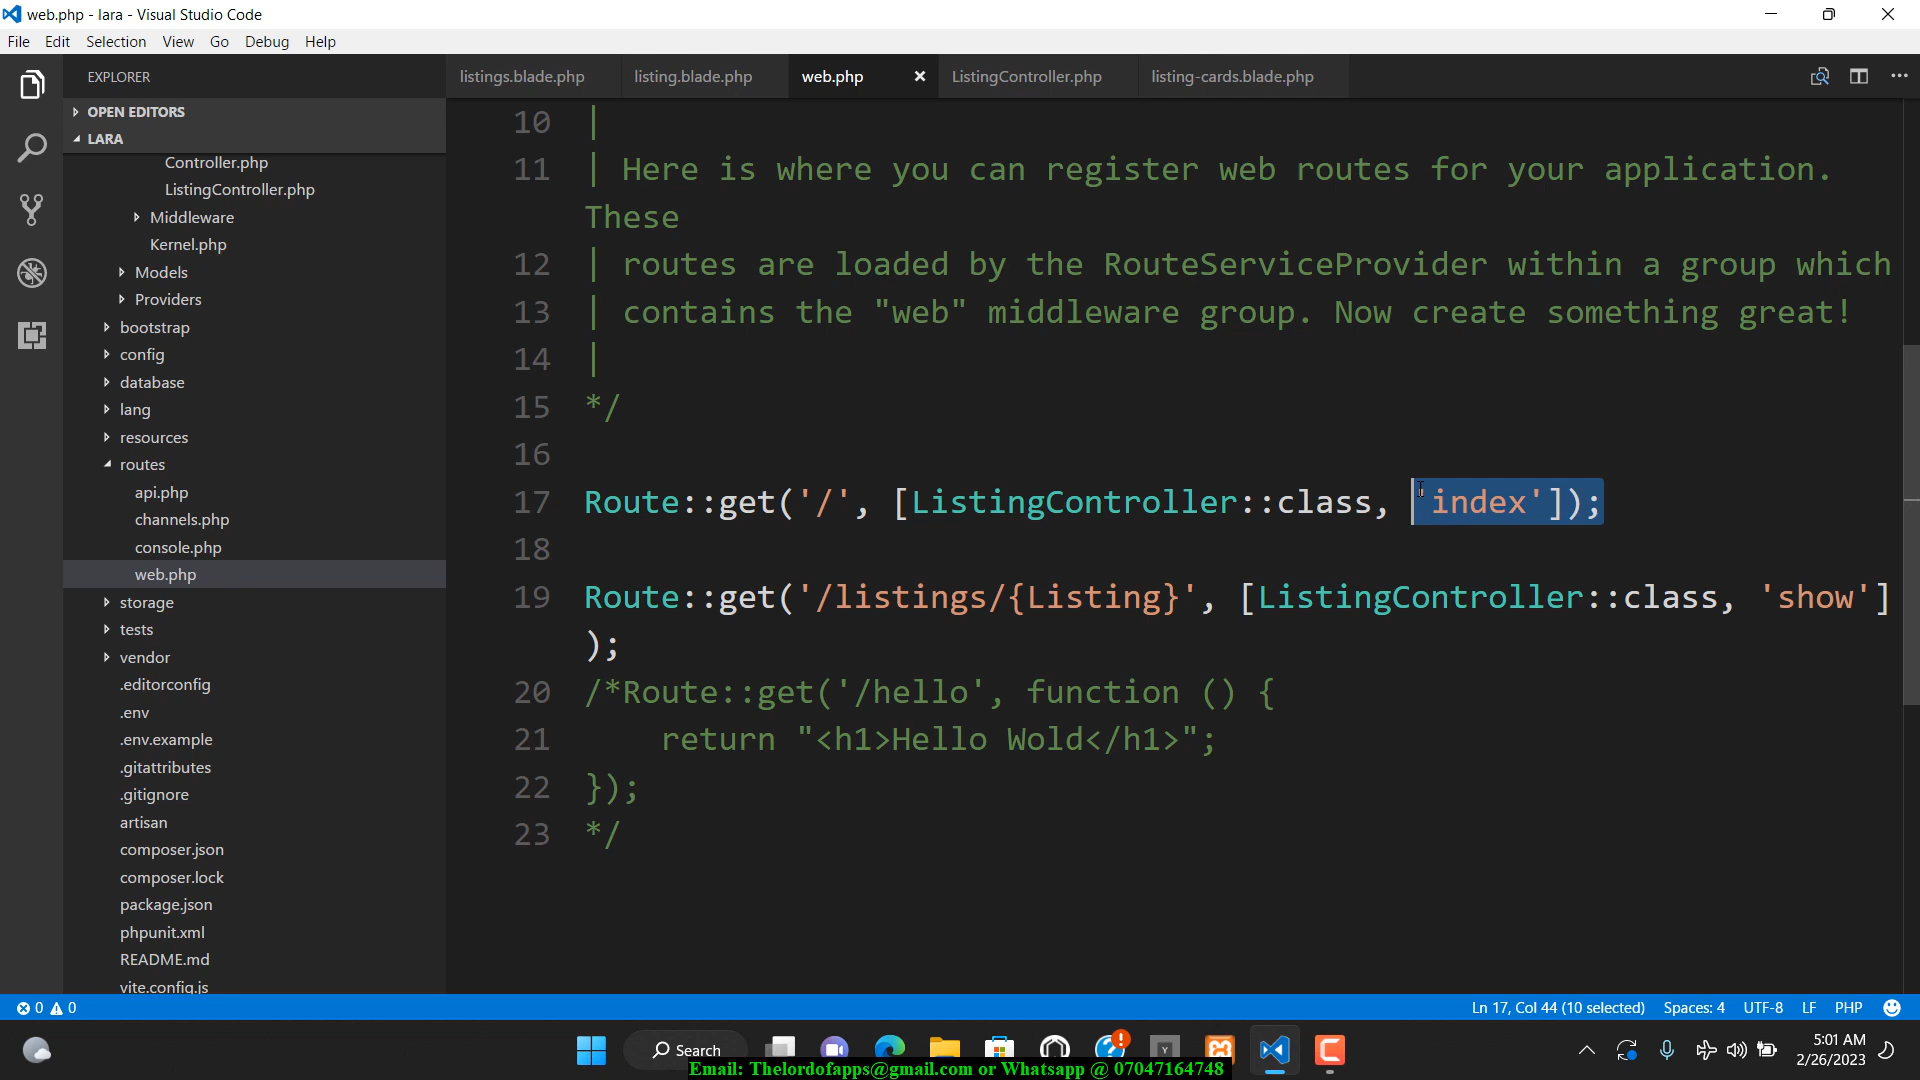 web.php - lara - Visual Studio Code
File Edit Selection View Go Debug Help
EXPLORER
OPEN EDITORS
LARA
Controller.php
ListingController.php
Middleware
Kernel.php
Models
Providers
bootstrap
config
database
lang
resources
routes
api.php
channels.php
console.php
web.php
storage
tests
vendor
.editorconfig
.env
.env.example
.gitattributes
.gitignore
artisan
composer.json
composer.lock
package.json
phpunit.xml
README.md
vite.config.js
listings.blade.php listing.blade.php web.php ListingController.php listing-cards.blade.php
10 |
11 | Here is where you can register web routes for your application.
These
12 | routes are loaded by the RouteServiceProvider within a group which
13 | contains the "web" middleware group. Now create something great!
14 |
15 */
16
17 Route::get('/', [ListingController::class, 'index']);
18
19 Route::get('/listings/{Listing}', [ListingController::class, 'show']
);
20 /*Route::get('/hello', function () {
21 return "<h1>Hello Wold</h1>";
22 });
23 */
0 0 Ln 17, Col 44 (10 selected) Spaces: 4 UTF-8 LF PHP
Search
5:01 AM
2/26/2023
Email: Thelordofapps@gmail.com or Whatsapp @ 07047164748